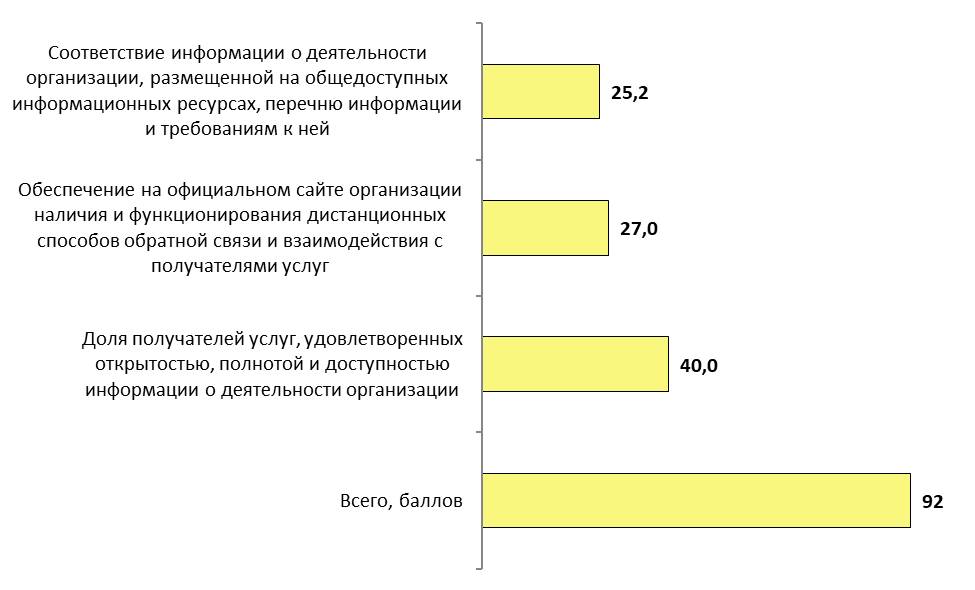 Соответствие информации о деятельности
организации, размещенной на общедоступных
информационных ресурсах, перечню информации
и требованиям к ней
25,2
Обеспечение на официальном сайте организации
наличия и функционирования дистанционных
способов обратной связи и взаимодействия с
получателями услуг
27,0
Доля получателей услуг, удовлетворенных
открытостью, полнотой и доступностью
информации о деятельности организации
40,0
Всего, баллов
92